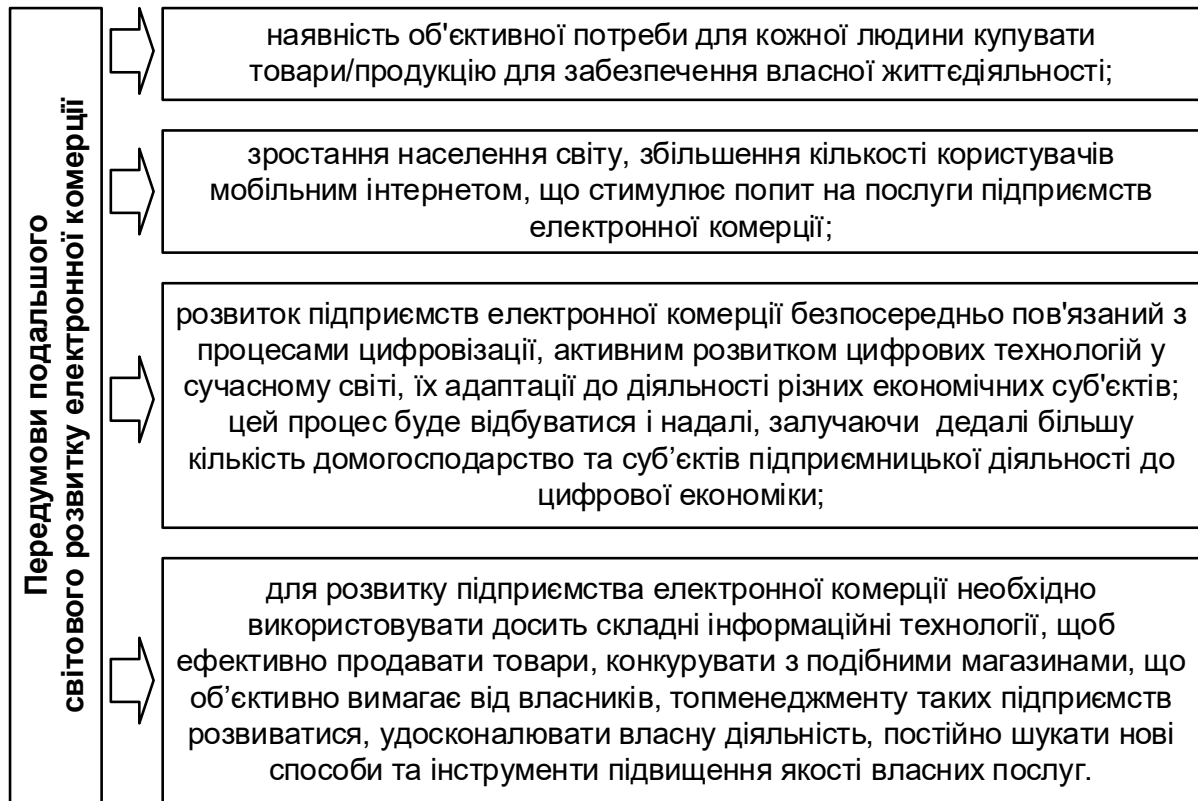 Передумови подальшого
світового розвитку електронної комерції
наявність об'єктивної потреби для кожної людини купувати
товари/продукцію для забезпечення власної життєдіяльності;
зростання населення світу, збільшення кількості користувачів
мобільним інтернетом, що стимулює попит на послуги підприємств
електронної комерції;
розвиток підприємств електронної комерції безпосередньо пов'язаний з
процесами цифровізації, активним розвитком цифрових технологій у
сучасному світі, їх адаптації до діяльності різних економічних суб'єктів;
цей процес буде відбуватися і надалі, залучаючи  дедалі більшу
кількість домогосподарство та суб’єктів підприємницької діяльності до
цифрової економіки;
для розвитку підприємства електронної комерції необхідно
використовувати досить складні інформаційні технології, щоб
ефективно продавати товари, конкурувати з подібними магазинами, що
об’єктивно вимагає від власників, топменеджменту таких підприємств
розвиватися, удосконалювати власну діяльність, постійно шукати нові
способи та інструменти підвищення якості власних послуг.